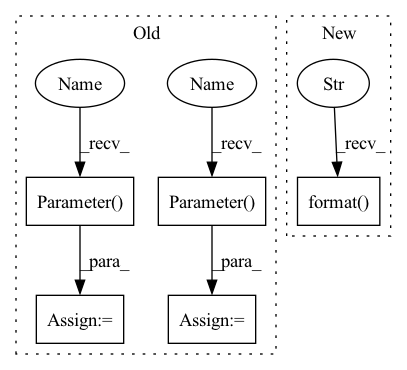 Old
New
Name
Name
Str
_recv_
_recv_
_recv_
Parameter()
Parameter()
format()
_para_
_para_
Assign:=
Assign:=